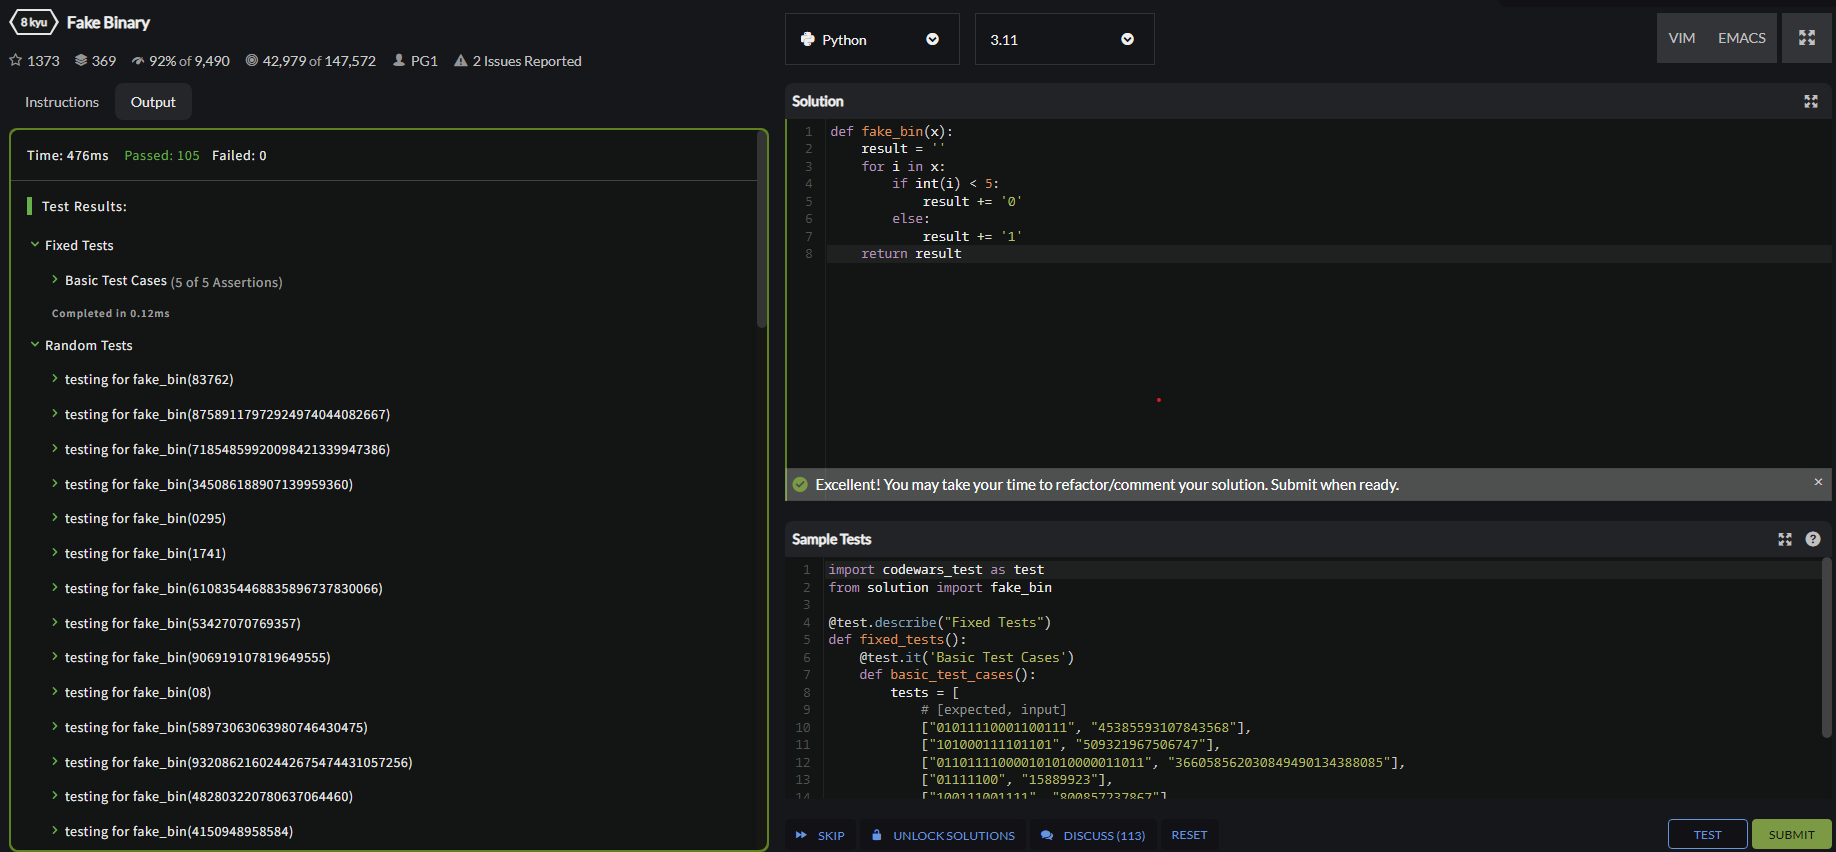 8 kyu Fake Binary
1373 369 92% of 9,490 42,979 of 147,572 PG1 2 Issues Reported
Instructions Output
Time: 476ms Passed: 105 Failed: 0
Test Results:
Fixed Tests
Basic Test Cases (5 of 5 Assertions)
Completed in 0.12ms
Random Tests
testing for fake_bin(83762)
testing for fake_bin(87589117972924974044082667)
testing for fake_bin(71854859920098421339947386)
testing for fake_bin(345086188907139959360)
testing for fake_bin(0295)
testing for fake_bin(1741)
testing for fake_bin(6108354468835896737830066)
testing for fake_bin(53427070769357)
testing for fake_bin(906919107819649555)
testing for fake_bin(08)
testing for fake_bin(58973063063980746430475)
testing for fake_bin(93208621602442675474431057256)
testing for fake_bin(482803220780637064460)
testing for fake_bin(4150948958584)
Python 3.11 VIM EMACS
Solution
1 def fake_bin(x):
2 result = ''
3 for i in x:
4 if int(i) < 5:
5 result += '0'
6 else:
7 result += '1'
8 return result
Excellent! You may take your time to refactor/comment your solution. Submit when ready. ×
Sample Tests ?
1 import codewars_test as test
2 from solution import fake_bin
3
4 @test.describe("Fixed Tests")
5 def fixed_tests():
6 @test.it('Basic Test Cases')
7 def basic_test_cases():
8 tests = [
9 # [expected, input]
10 ["01011110001100111", "45385593107843568"],
11 ["101000111101101", "509321967506747"],
12 ["011011110000101010000011011", "366058562030849490134388085"],
13 ["01111100", "15889923"],
14 ["100111001111", "800857237867"]
SKIP UNLOCK SOLUTIONS DISCUSS (113) RESET TEST SUBMIT